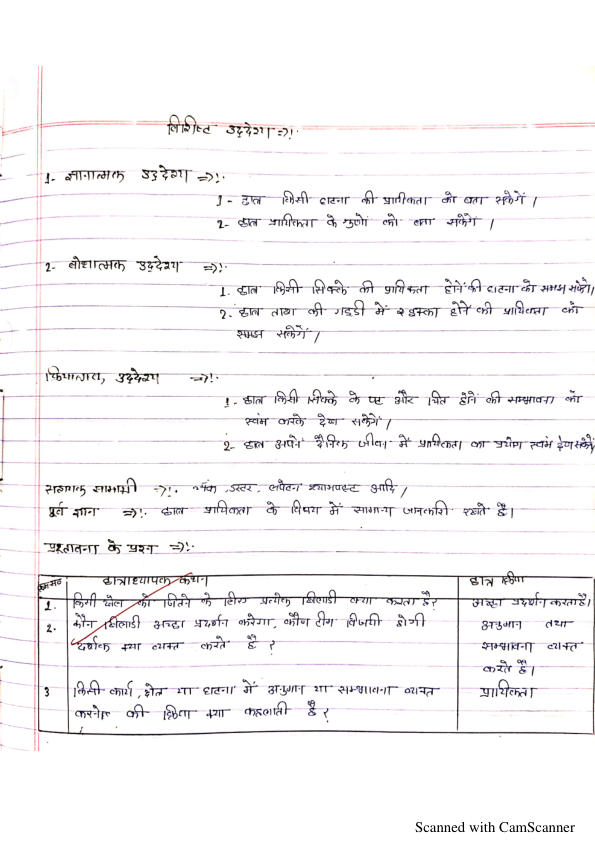 विशिष्ट उद्देश्य =>!.
1- ज्ञानात्मक उद्देश्य =>!.
1- छात्र किसी घटना की प्रायिकता को बता सकेगें।
2- छात्र प्रायिकता के गुणों को बता सकेगें।
2- बोधात्मक उद्देश्य =>!.
1. छात्र किसी सिक्के की प्रायिकता होने की घटना को समझ सकेगें।
2. छात्र ताश की गड्डी में इक्का होने की प्रायिकता को
समझ सकेगें।
क्रियात्मक, उद्देश्य =>!.
1- छात्र किसी सिक्के के पट और चित होने की सम्भावना को
स्वंम करके देख सकेगें।
2- छात्र अपने दैनिक जीवन में प्रायिकता का प्रयोग स्वंम देख सकेगें
सहायक सामाग्री =>!. चॉक, डस्टर, लपेटन श्यामपट्ट आदि।
पूर्व ज्ञान =>!. छात्र प्रायिकता के विषय में सामान्य जानकारी रखते हैं।
प्रस्तावना के प्रश्न =>!.
क्रम सं० छात्राध्यापक कथन छात्र क्रिया
1. किसी खेल को जितने के लिए प्रत्येक खिलाडी क्या करता है? अच्छा प्रदर्शन करता है।
2. कौन खिलाडी अच्छा प्रदर्शन करेगा, कौन टीम विजयी होगी अनुमान तथा
दर्शक क्या व्यक्त करते हैं? सम्भावना व्यक्त
करते हैं।
3 किसी कार्य, क्षेत्र या घटना में अनुमान या सम्भावना व्यक्त प्रायिकता
करने की क्रिया क्या कहलाती हैं?
Scanned with CamScanner